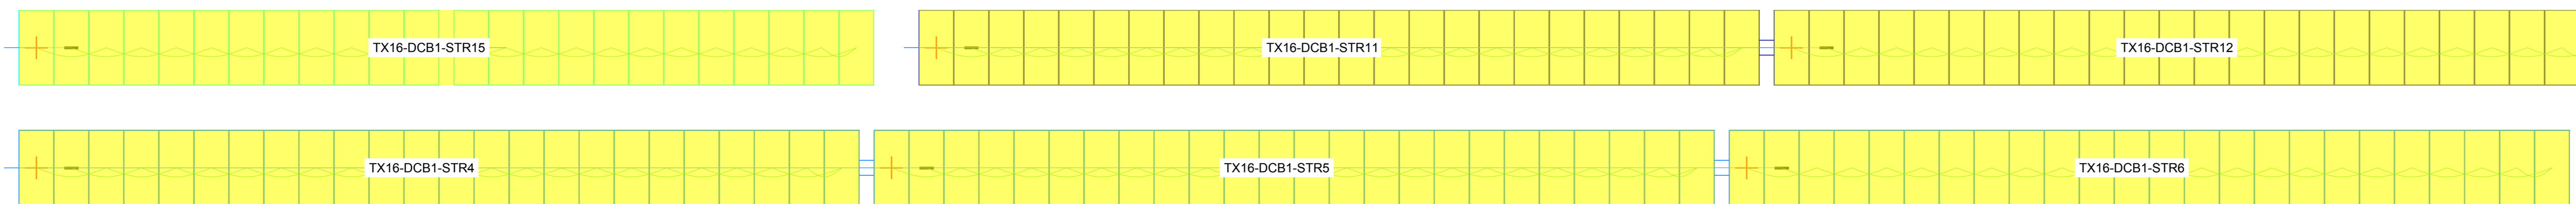 TX16-DCB1-STR15
TX16-DCB1-STR11
TX16-DCB1-STR12
TX16-DCB1-STR4
TX16-DCB1-STR5
TX16-DCB1-STR6